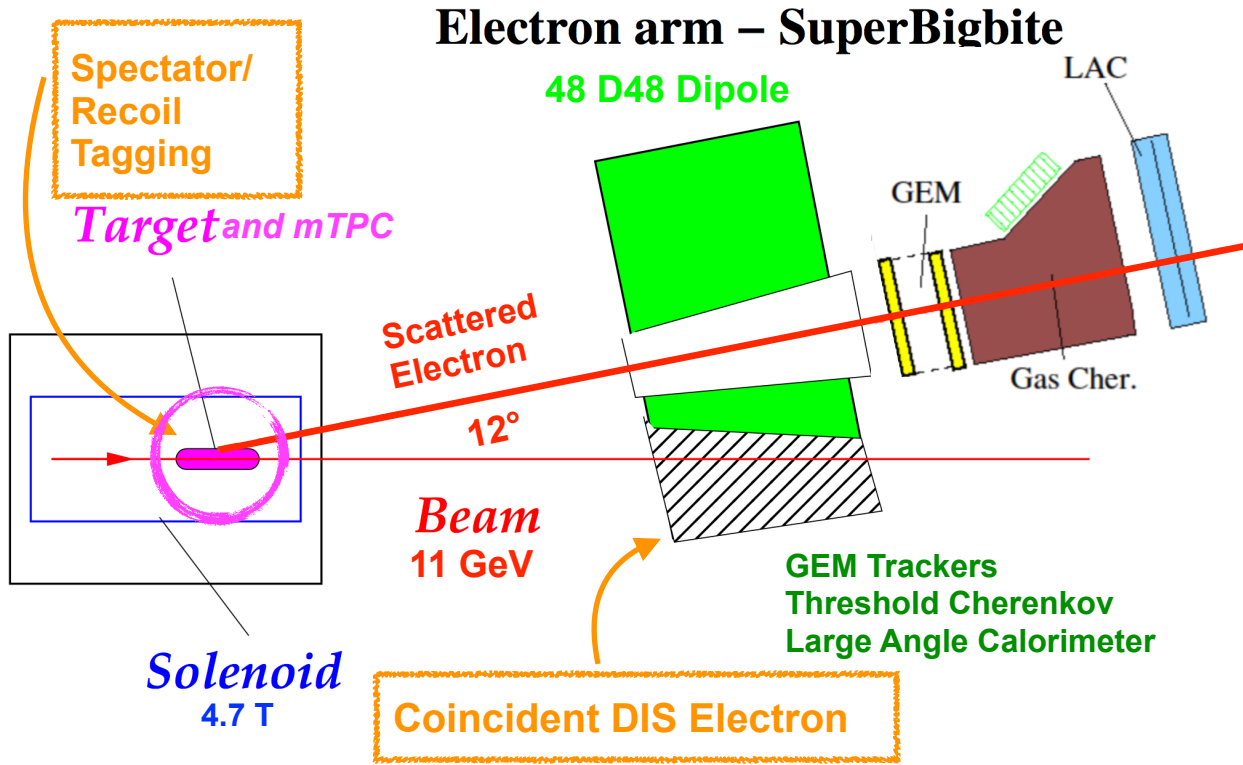 Electron arm – SuperBigbite
Spectator/
Recoil
Tagging
48 D48 Dipole
LAC
GEM
Target and mTPC
Scattered
Electron
Gas Cher.
12°
Beam
11 GeV
GEM Trackers
Threshold Cherenkov
Large Angle Calorimeter
Solenoid
4.7 T
Coincident DIS Electron